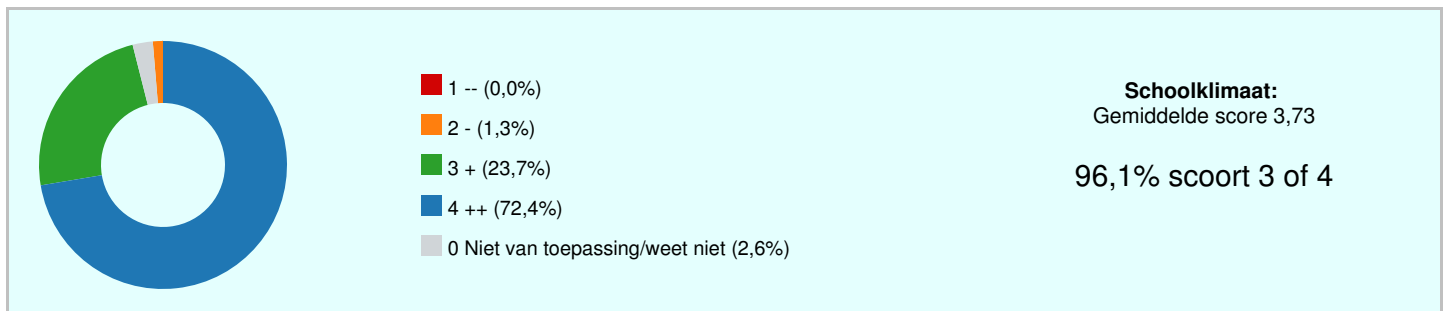 1 -- (0,0%)
2 - (1,3%)
3 + (23,7%)
4 ++ (72,4%)
0 Niet van toepassing/weet niet (2,6%)
Schoolklimaat:
Gemiddelde score 3,73
96,1% scoort 3 of 4